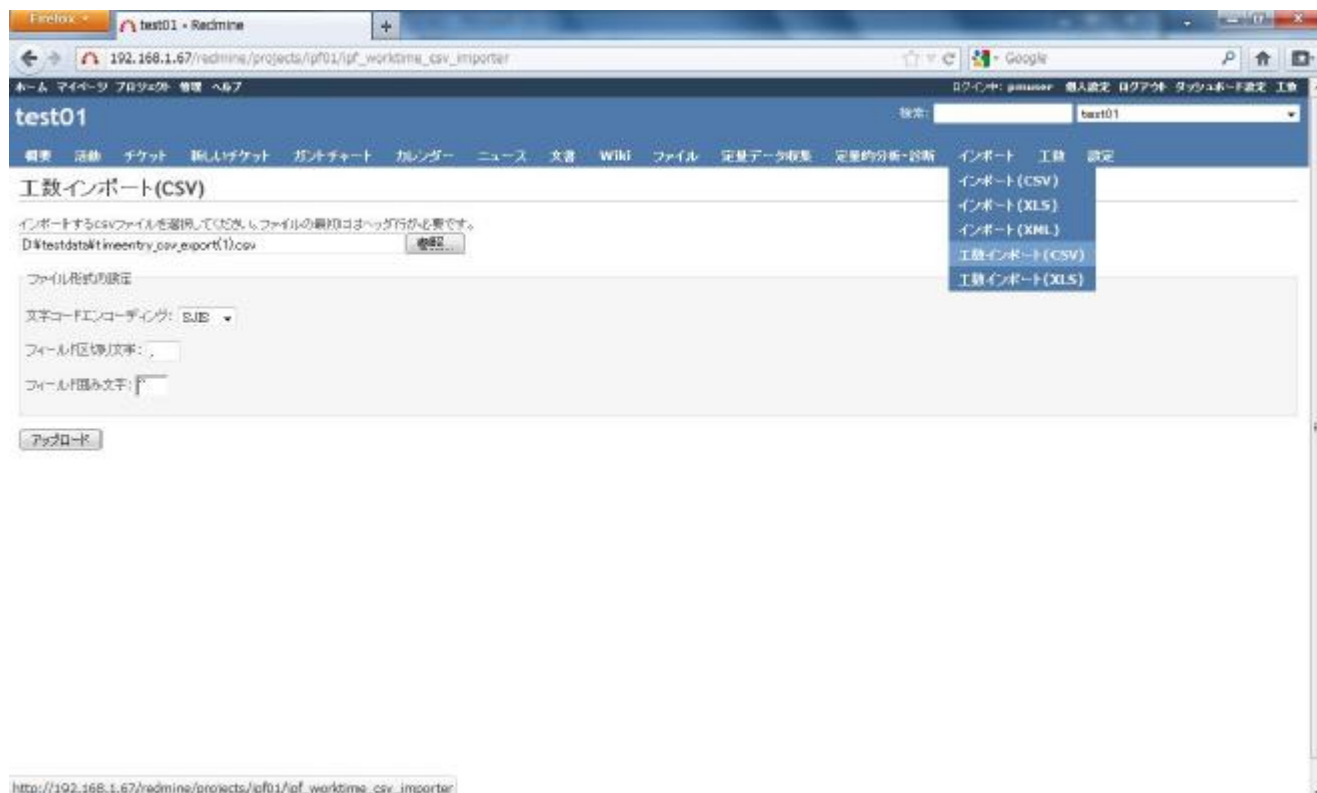 Firefox
test01 - Redmine
192.168.1.67/redmine/projects/ipf01/ipf_worktime_csv_importer
Google
ホーム マイページ プロジェクト 管理 ヘルプ
ログイン中: pmuser 個人設定 ログアウト ダッシュボード設定 工数
test01
検索:
test01
概要 活動 チケット 新しいチケット ガントチャート カレンダー ニュース 文書 Wiki ファイル 定量データ収集 定量的分析・診断 インポート 工数 設定
インポート(CSV)
インポート(XLS)
インポート(XML)
工数インポート(CSV)
工数インポート(XLS)
工数インポート(CSV)
インポートするcsvファイルを選択してください。ファイルの最初にはヘッダ行が必要です。
D:¥testdata¥timeentry_csv_export(1).csv
参照...
ファイル形式の設定
文字コードエンコーディング: SJIS
フィールド区切り文字: ,
フィールド囲み文字: "
アップロード
http://192.168.1.67/redmine/projects/ipf01/ipf_worktime_csv_importer